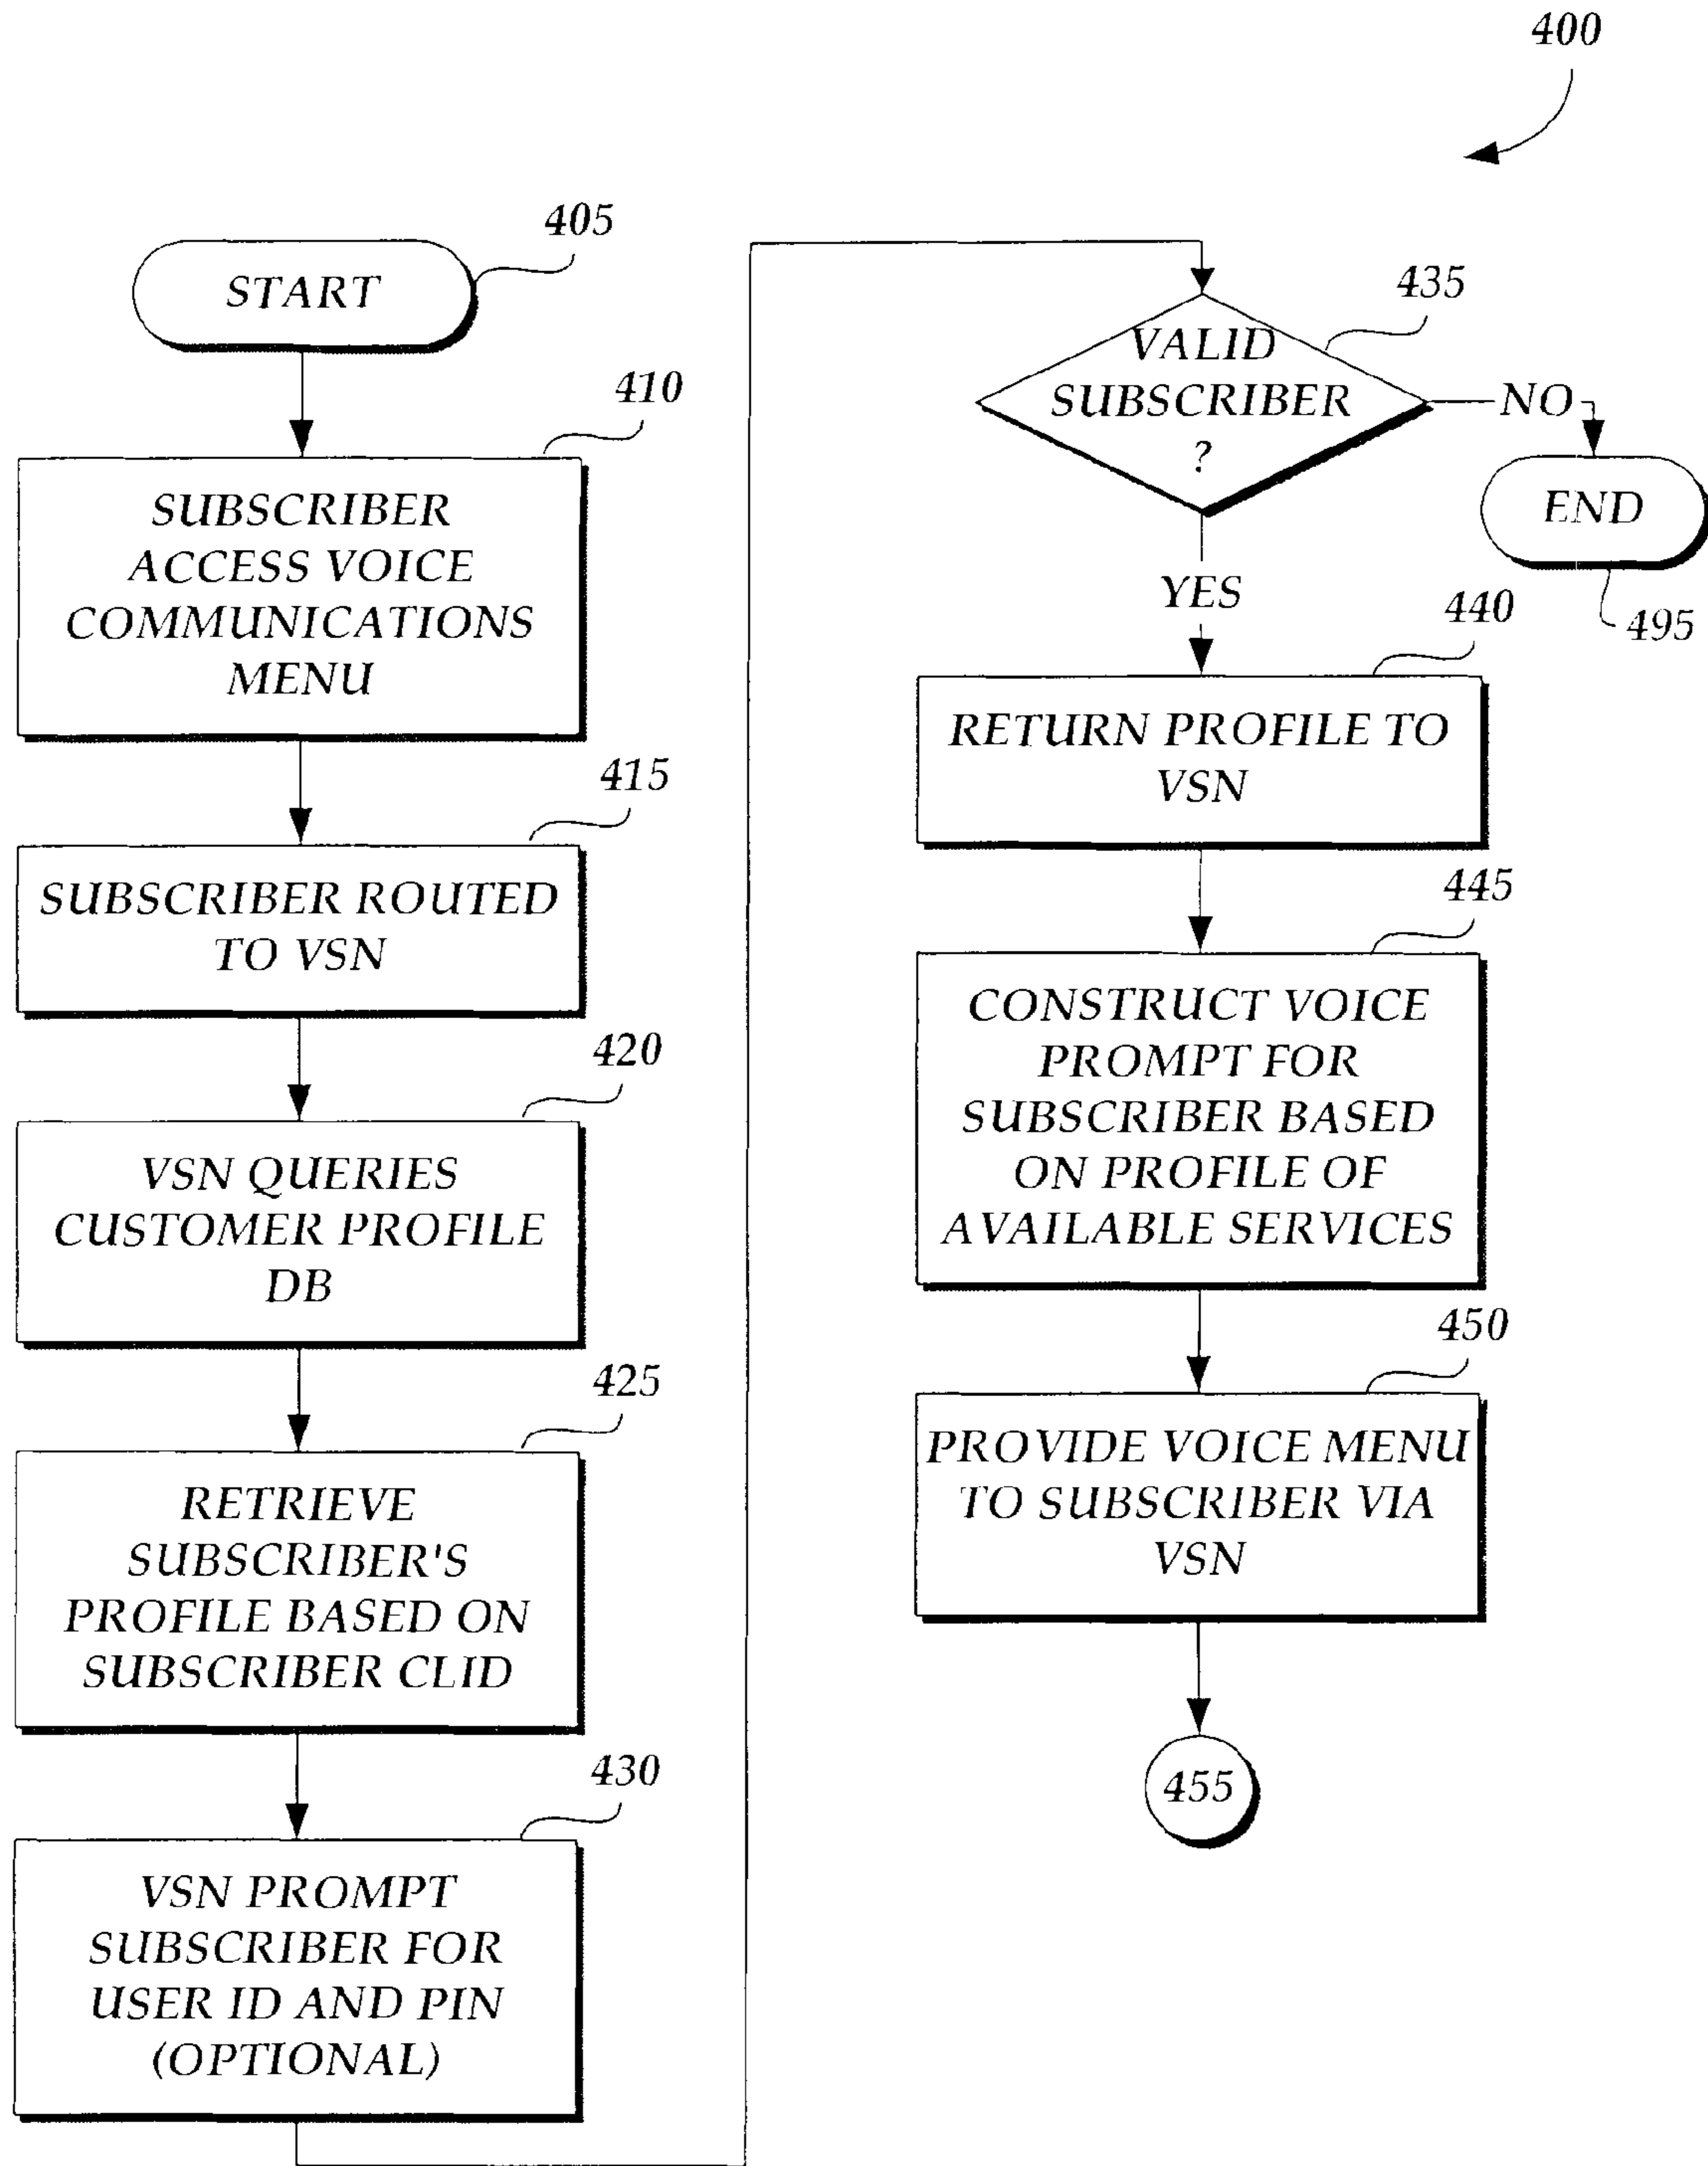 400
405
START
410
SUBSCRIBER
ACCESS VOICE
COMMUNICATIONS
MENU
415
SUBSCRIBER ROUTED
TO VSN
420
VSN QUERIES
CUSTOMER PROFILE
DB
425
RETRIEVE
SUBSCRIBER'S
PROFILE BASED ON
SUBSCRIBER CLID
430
VSN PROMPT
SUBSCRIBER FOR
USER ID AND PIN
(OPTIONAL)
435
VALID
SUBSCRIBER
?
NO
END
495
YES
440
RETURN PROFILE TO
VSN
445
CONSTRUCT VOICE
PROMPT FOR
SUBSCRIBER BASED
ON PROFILE OF
AVAILABLE SERVICES
450
PROVIDE VOICE MENU
TO SUBSCRIBER VIA
VSN
455